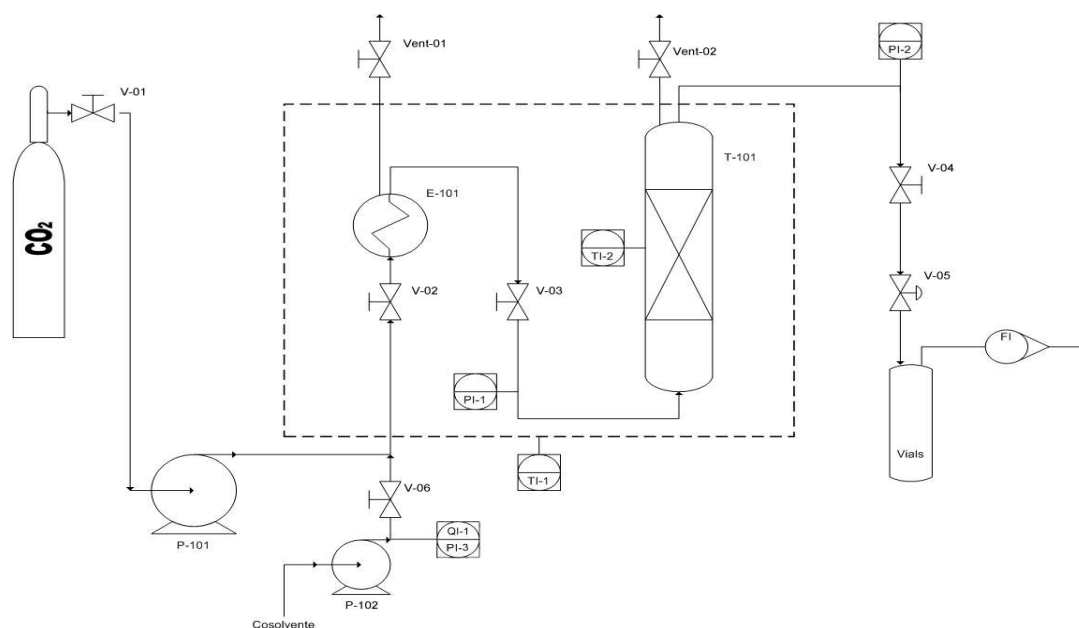 Vent-01
Vent-02
PI-2
V-01
T-101
V-04
E-101
CO2
TI-2
V-02
V-03
V-05
FI
PI-1
Vials
TI-1
V-06
QI-1
PI-3
P-101
P-102
Cosolvente